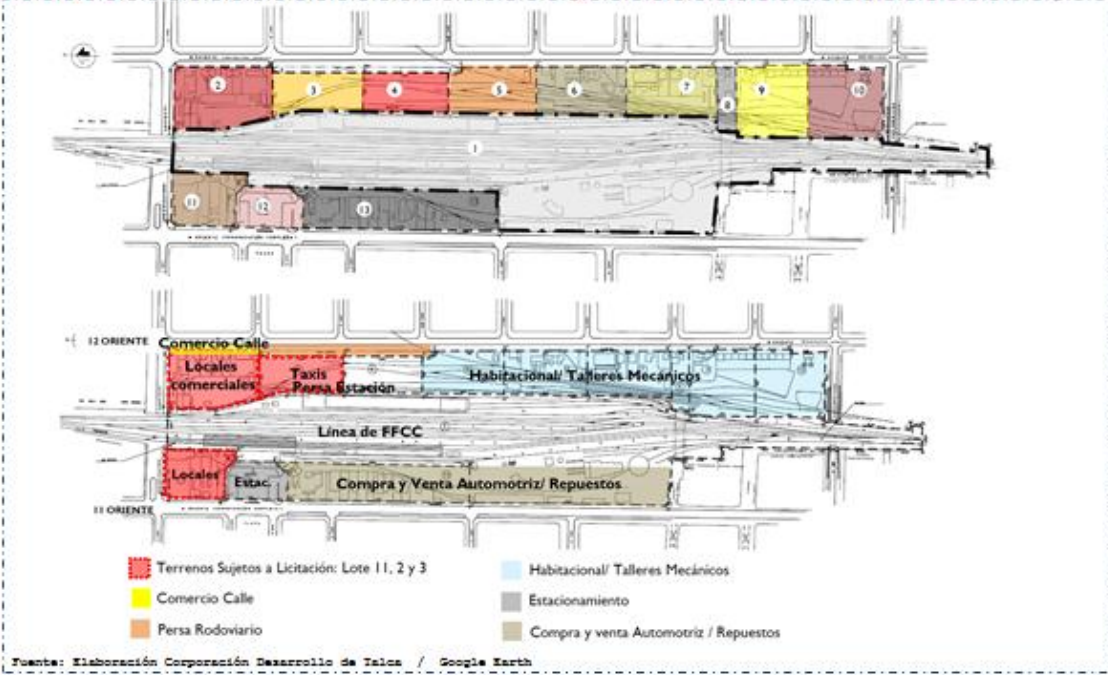 2
3
4
5
6
7
8
9
10
1
11
12
13
12 ORIENTE
Comercio Calle
Locales
comerciales
Taxis
Persa Estación
Habitacional/ Talleres Mecánicos
Línea de FFCC
Locales
Estac.
Compra y Venta Automotriz/ Repuestos
11 ORIENTE
Terrenos Sujetos a Licitación: Lote 11, 2 y 3
Comercio Calle
Persa Rodoviario
Habitacional/ Talleres Mecánicos
Estacionamiento
Compra y venta Automotriz / Repuestos
Fuente: Elaboración Corporación Desarrollo de Talca / Google Earth